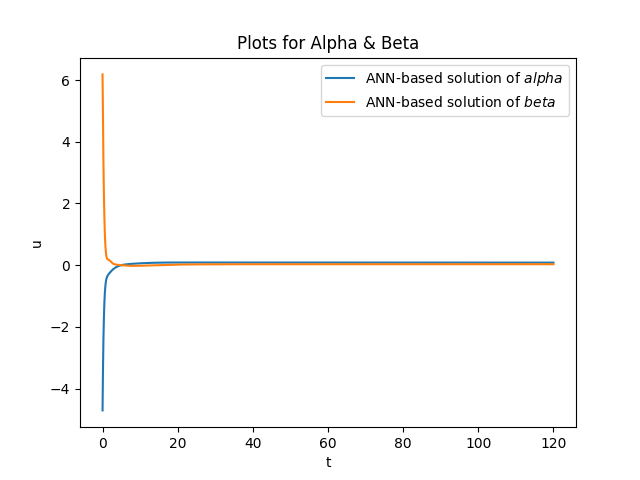 Plots for Alpha & Beta
ANN-based solution of alpha
ANN-based solution of beta
6
4
2
0
−2
−4
u
0 20 40 60 80 100 120
t